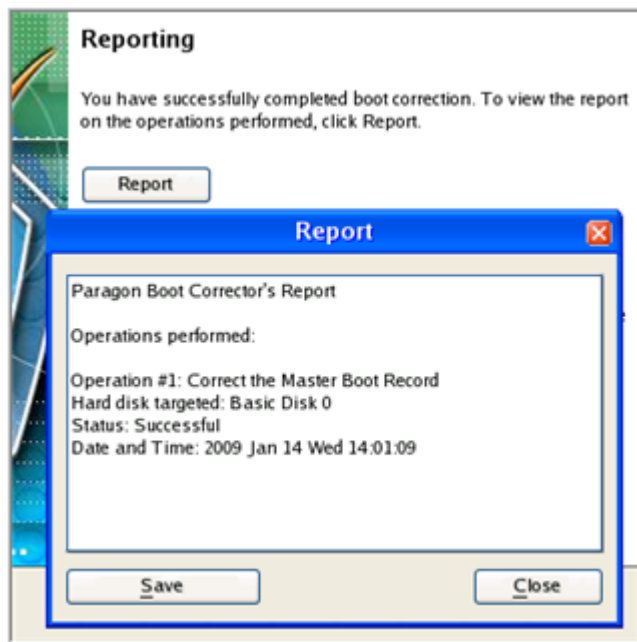 Reporting
You have successfully completed boot correction. To view the report
on the operations performed, click Report.
Report
Report
Paragon Boot Corrector's Report
Operations performed:
Operation #1: Correct the Master Boot Record
Hard disk targeted: Basic Disk 0
Status: Successful
Date and Time: 2009 Jan 14 Wed 14:01:09
Save
Close